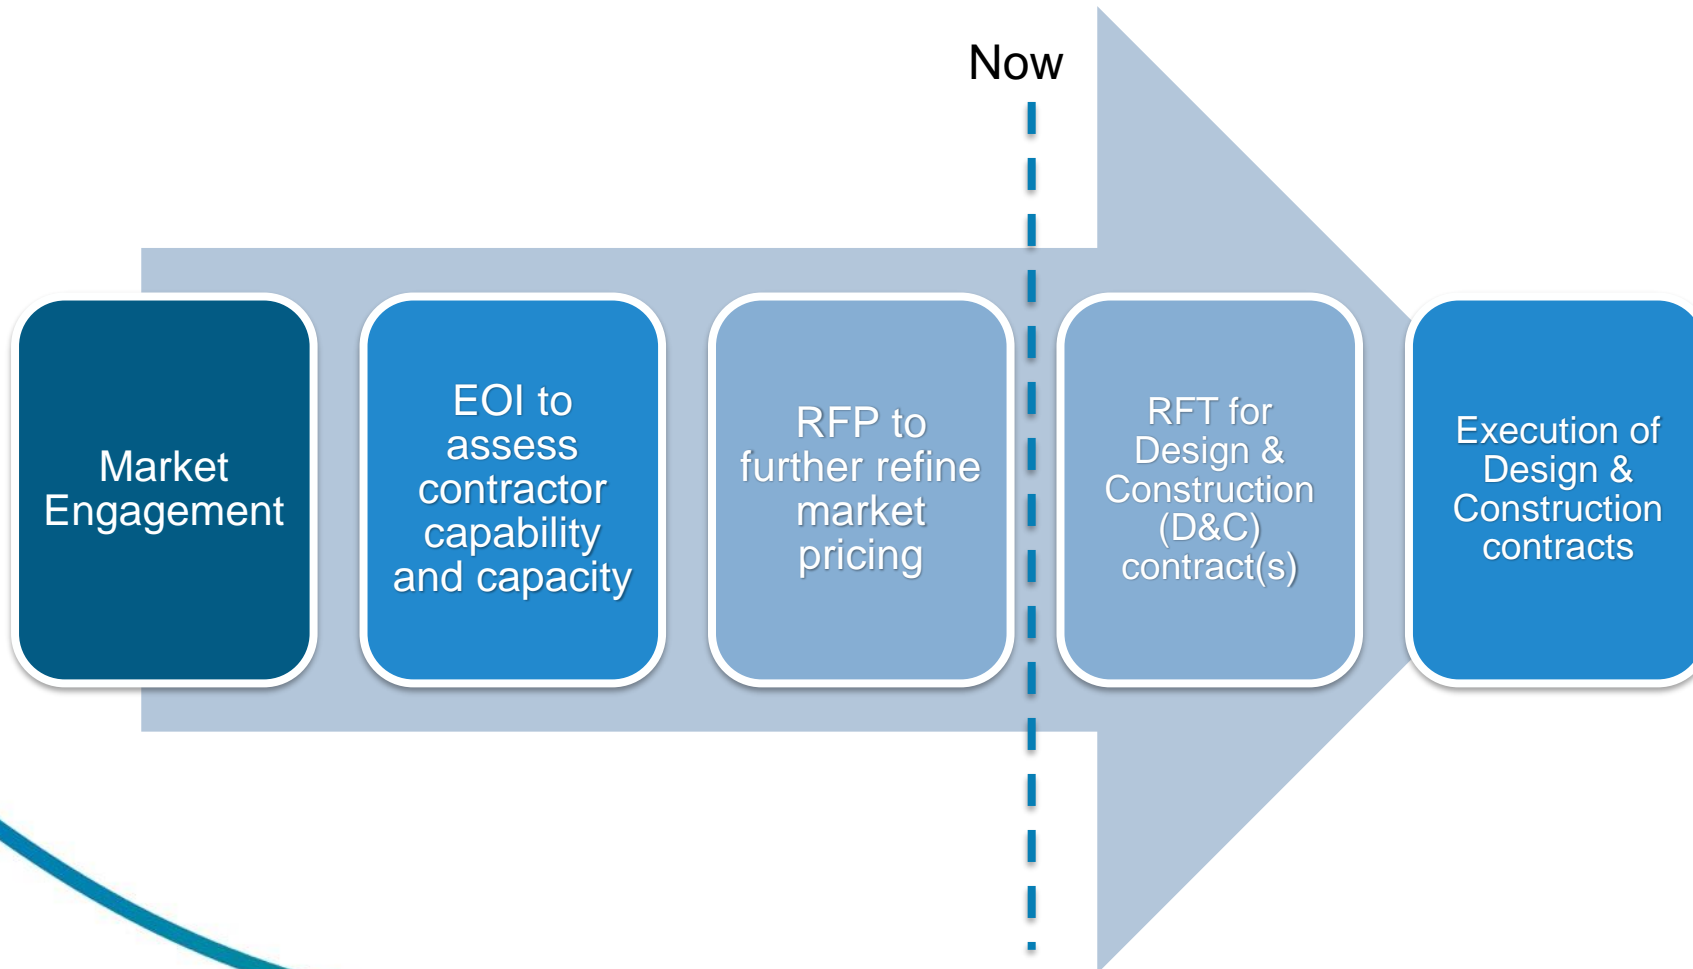 Now
Market
Engagement
EOI to
assess
contractor
capability
and capacity
RFP to
further refine
market
pricing
RFT for
Design &
Construction
(D&C)
contract(s)
Execution of
Design &
Construction
contracts